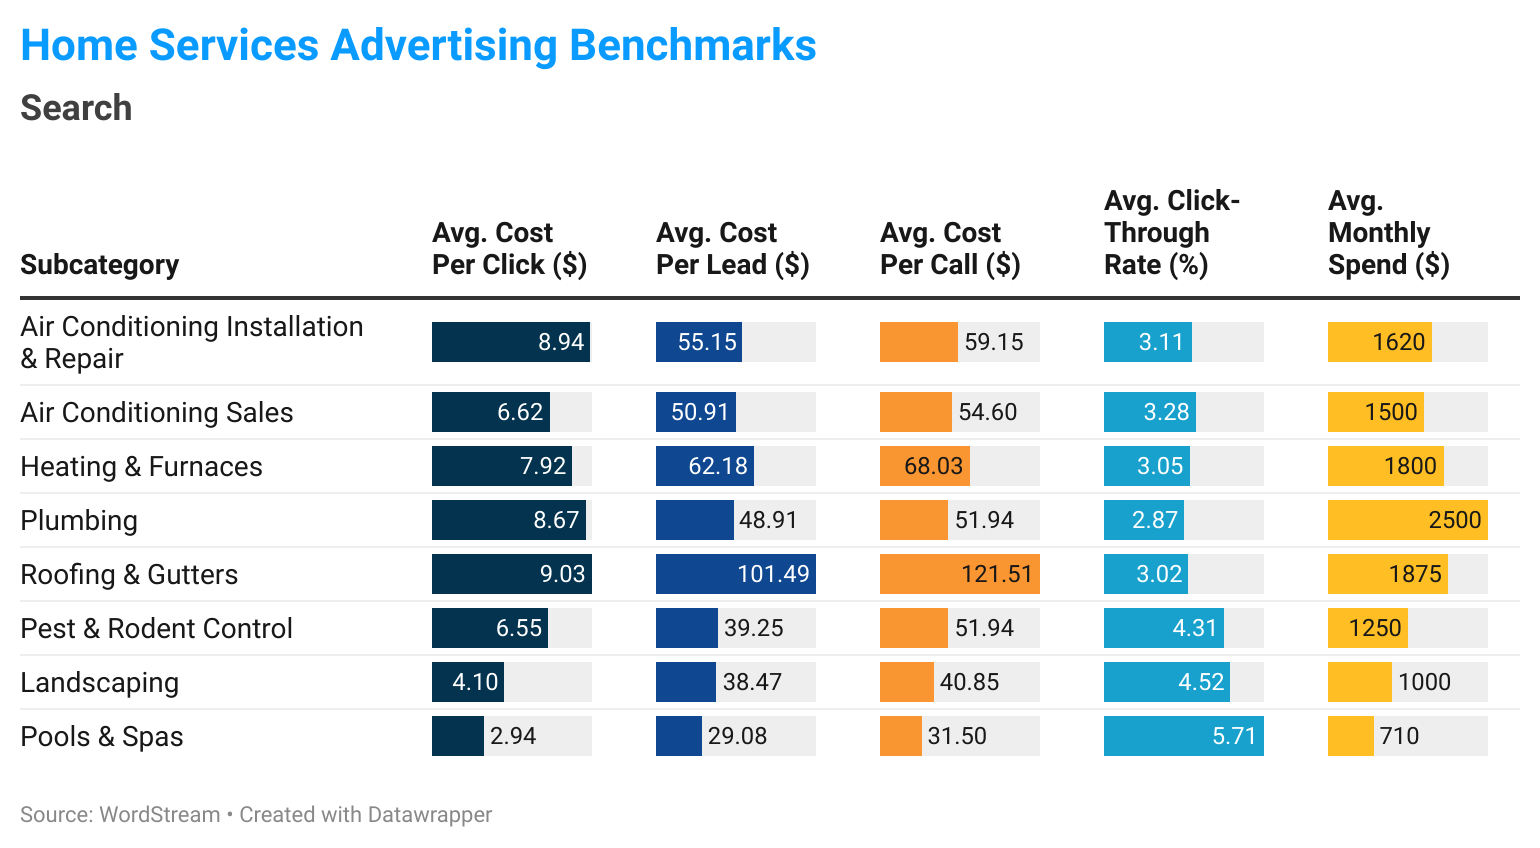 Home Services Advertising Benchmarks
Search
Subcategory Avg. Cost Per Click ($) Avg. Cost Per Lead ($) Avg. Cost Per Call ($) Avg. Click-Through Rate (%) Avg. Monthly Spend ($)
Air Conditioning Installation & Repair 8.94 55.15 59.15 3.11 1620
Air Conditioning Sales 6.62 50.91 54.60 3.28 1500
Heating & Furnaces 7.92 62.18 68.03 3.05 1800
Plumbing 8.67 48.91 51.94 2.87 2500
Roofing & Gutters 9.03 101.49 121.51 3.02 1875
Pest & Rodent Control 6.55 39.25 51.94 4.31 1250
Landscaping 4.10 38.47 40.85 4.52 1000
Pools & Spas 2.94 29.08 31.50 5.71 710
Source: WordStream • Created with Datawrapper